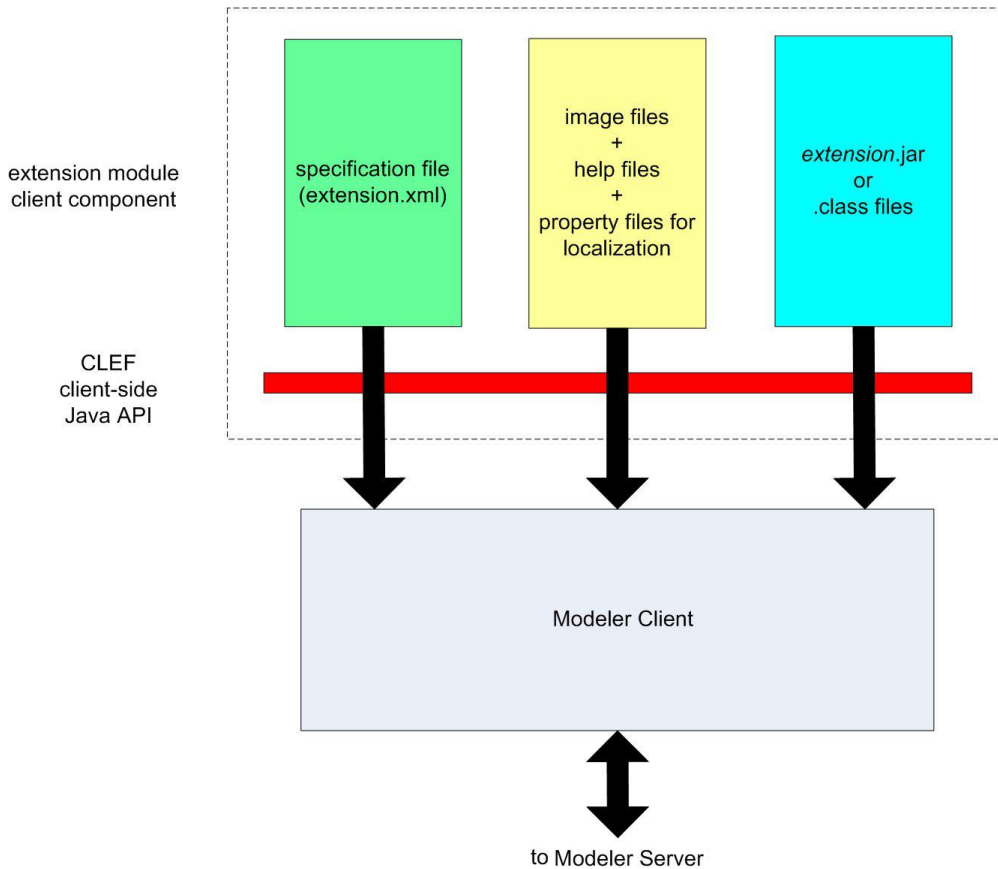 extension module
client component
specification file
(extension.xml)
image files
+
help files
+
property files for
localization
extension.jar
or
.class files
CLEF
client-side
Java API
Modeler Client
to Modeler Server